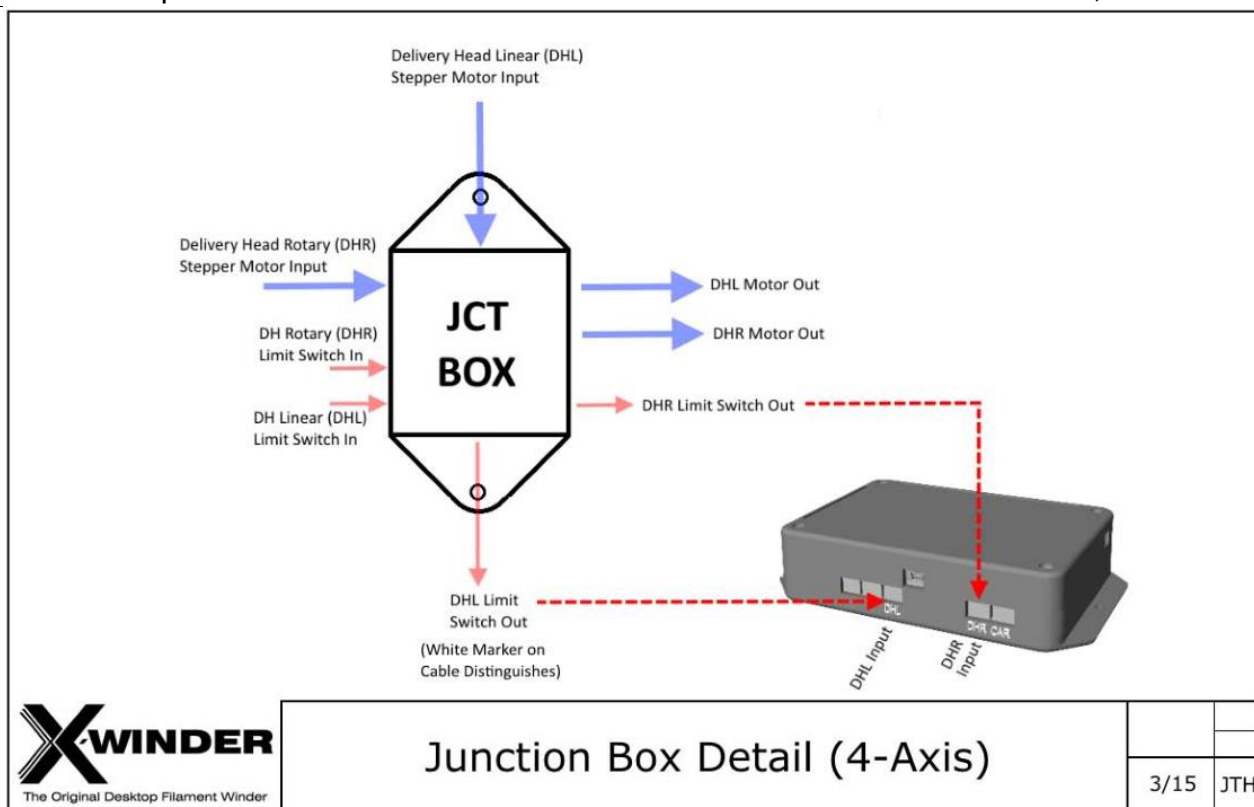 Delivery Head Linear (DHL)
Stepper Motor Input
Delivery Head Rotary (DHR)
Stepper Motor Input
DHL Motor Out
JCT
BOX
DHR Motor Out
DH Rotary (DHR)
Limit Switch In
DHR Limit Switch Out
DH Linear (DHL)
Limit Switch In
DHL Limit
Switch Out
(White Marker on
Cable Distinguishes)
DHL
DHR CAR
DHL Input
DHR
Input
X-WINDER
The Original Desktop Filament Winder
Junction Box Detail (4-Axis)
3/15
JTH